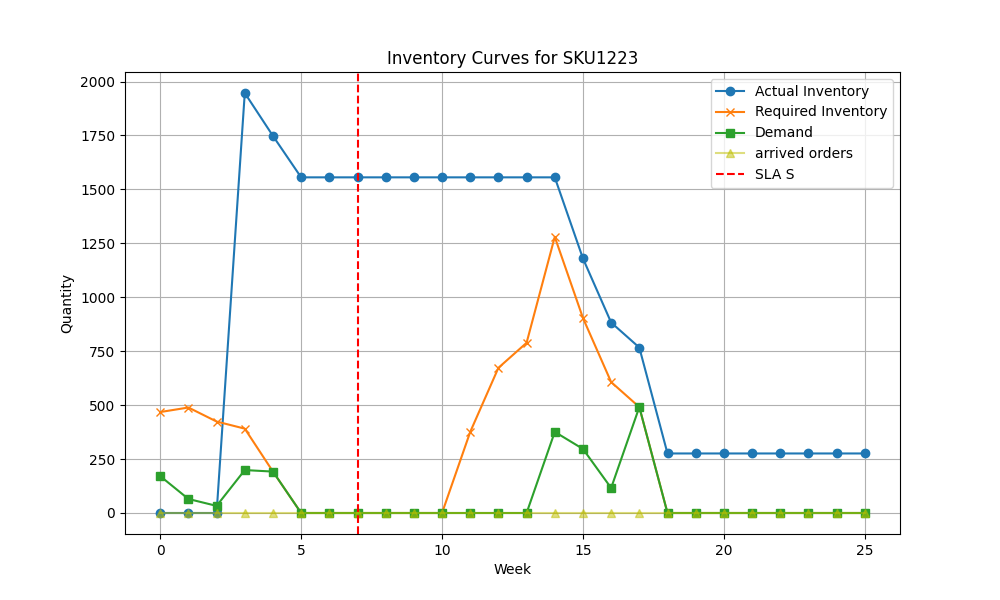 Inventory Curves for SKU1223
2000
1750
1500
1250
1000
750
500
250
0
Quantity
Actual Inventory
Required Inventory
Demand
arrived orders
SLA S
0 5 10 15 20 25
Week